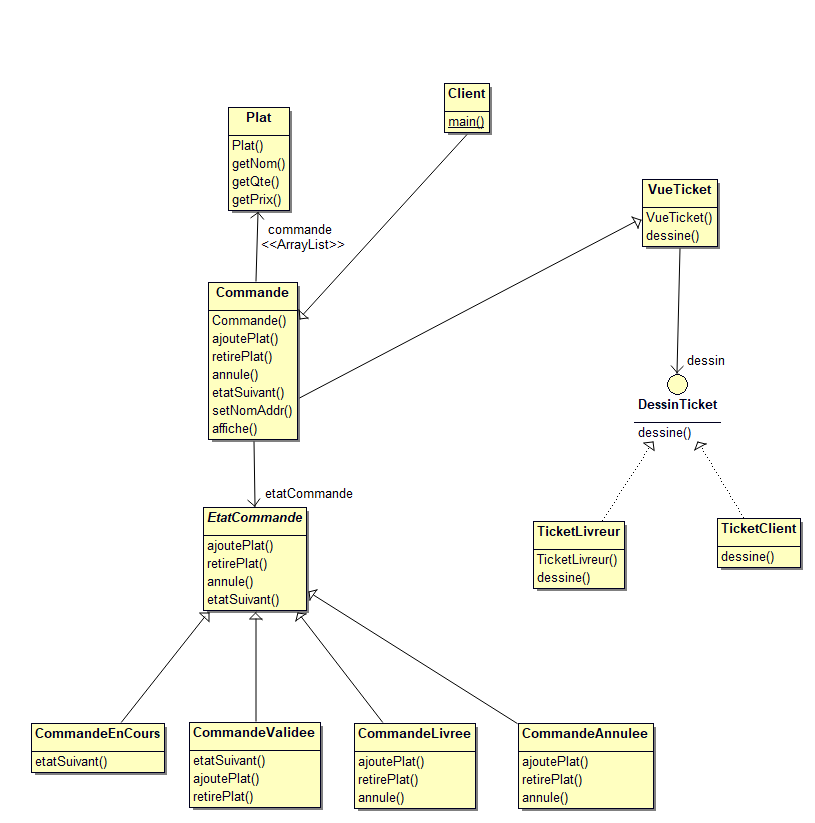 Client
main()
Plat
Plat()
getNom()
getQte()
getPrix()
VueTicket
VueTicket()
dessine()
commande
<<ArrayList>>
Commande
Commande()
ajoutePlat()
retirePlat()
annule()
etatSuivant()
setNomAddr()
affiche()
dessin
DessinTicket
dessine()
etatCommande
EtatCommande
ajoutePlat()
retirePlat()
annule()
etatSuivant()
TicketLivreur
TicketLivreur()
dessine()
TicketClient
dessine()
CommandeEnCours
etatSuivant()
CommandeValidee
etatSuivant()
ajoutePlat()
retirePlat()
CommandeLivree
ajoutePlat()
retirePlat()
annule()
CommandeAnnulee
ajoutePlat()
retirePlat()
annule()